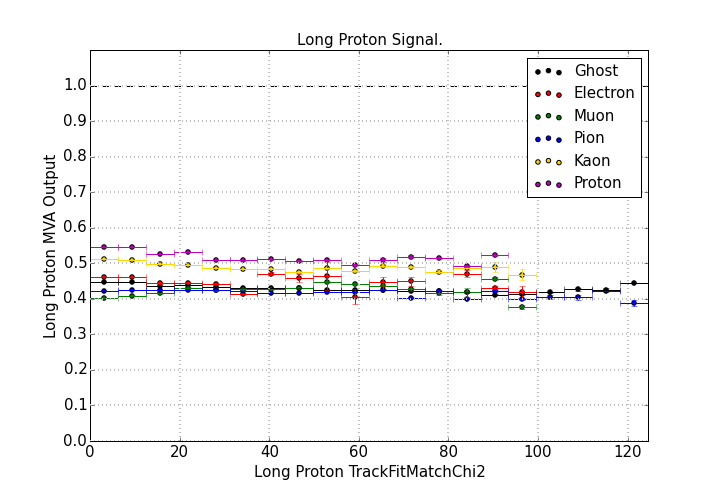 Long Proton Signal.
Long Proton MVA Output
1.0
0.9
0.8
0.7
0.6
0.5
0.4
0.3
0.2
0.1
0.0
Ghost
Electron
Muon
Pion
Kaon
Proton
0 20 40 60 80 100 120
Long Proton TrackFitMatchChi2